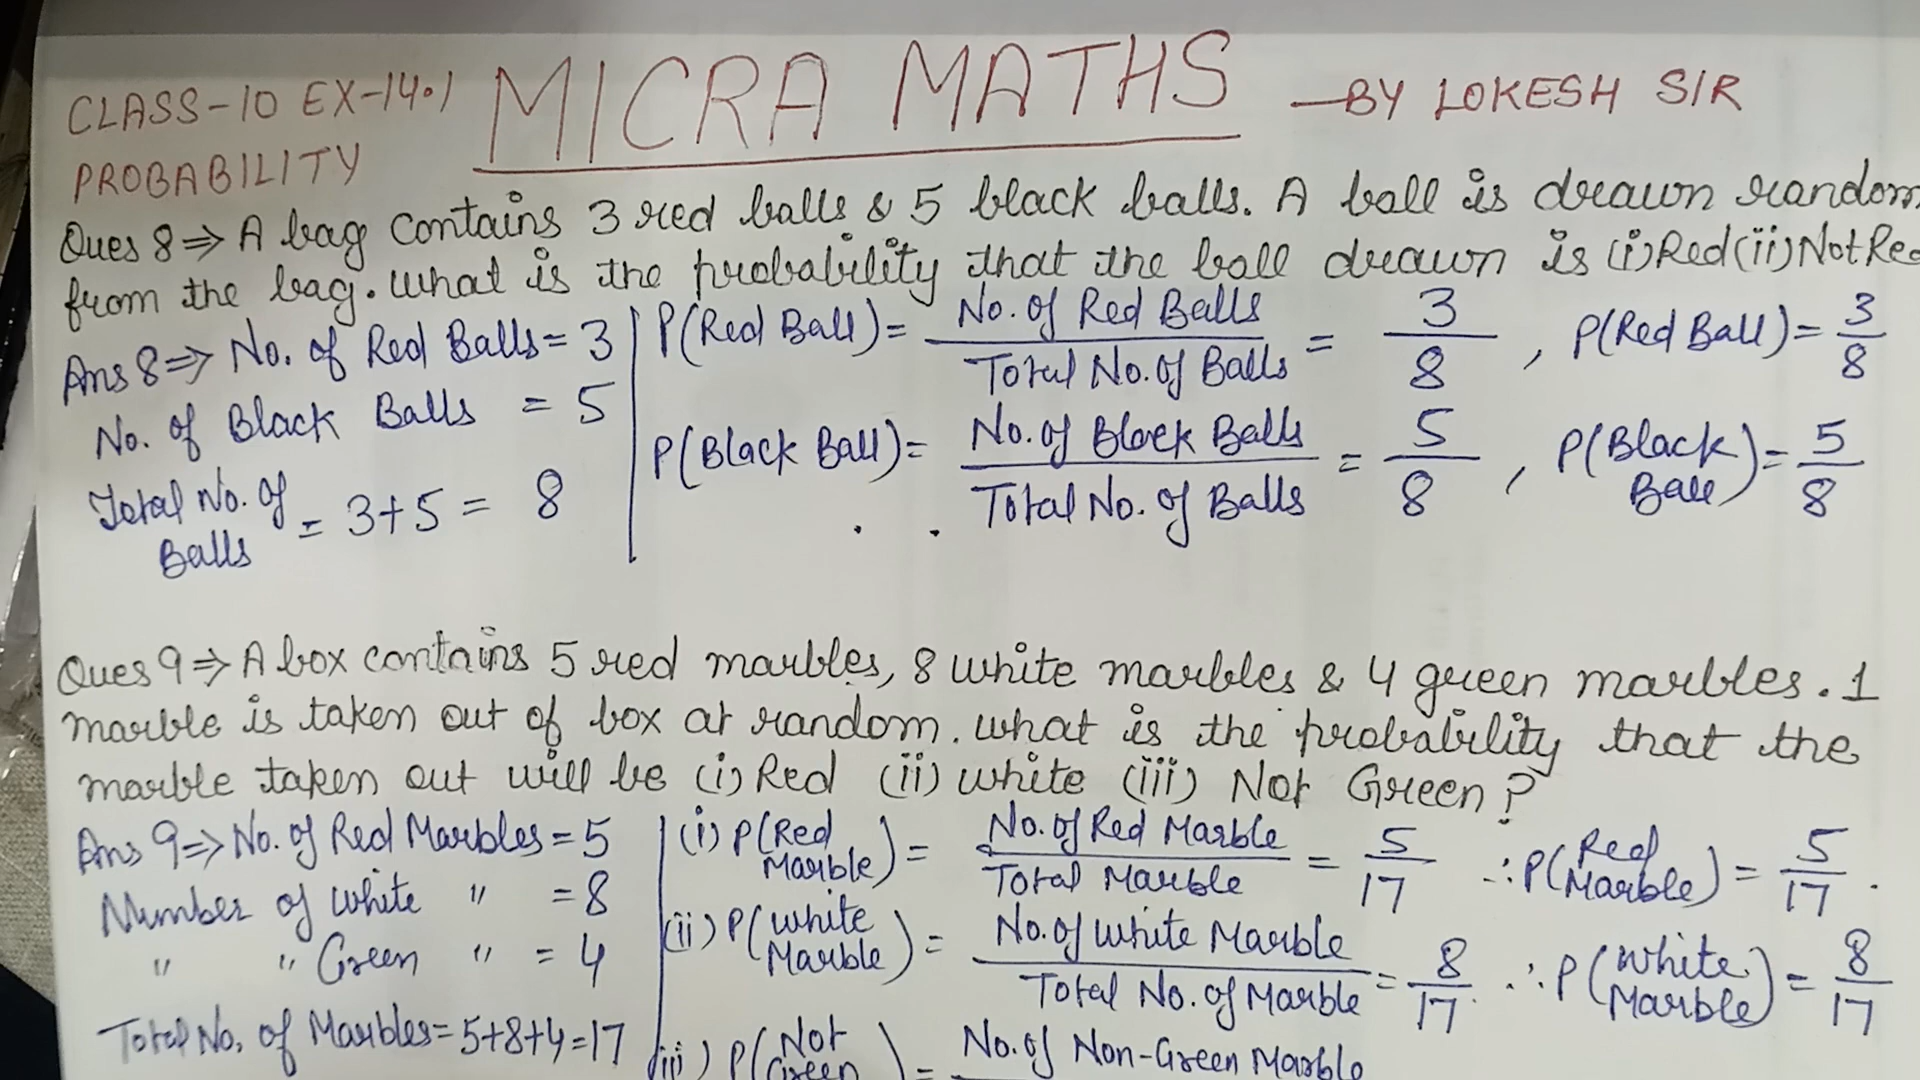 CLASS-10 EX-14.1 MICRA MATHS - BY LOKESH SIR
PROBABILITY
Ques 8⇒ A bag contains 3 red balls & 5 black balls. A ball is drawn random
from the bag. What is the probability that the ball drawn is (i) Red (ii) Not Red
Ans 8⇒ No. of Red Balls = 3
No. of Black Balls = 5
Total No. of Balls = 3+5 = 8
P(Red Ball) = No. of Red Balls / Total No. of Balls = 3/8 , P(Red Ball) = 3/8
P(Black Ball) = No. of Black Balls / Total No. of Balls = 5/8 , P(Black Ball) = 5/8
Ques 9⇒ A box contains 5 red marbles, 8 white marbles & 4 green marbles. 1
marble is taken out of box at random. what is the probability that the
marble taken out will be (i) Red (ii) white (iii) Not Green?
Ans 9⇒ No. of Red Marbles = 5
Number of white " = 8
" " Green " = 4
Total No. of Marbles = 5+8+4=17
(i) P(Red Marble) = No. of Red Marble / Total Marble = 5/17 ∴ P(Red Marble) = 5/17.
(ii) P(white Marble) = No. of white Marble / Total No. of Marble = 8/17. ∴ P(white Marble) = 8/17
(iii) P(Not Green) = No. of Non-Green Marble